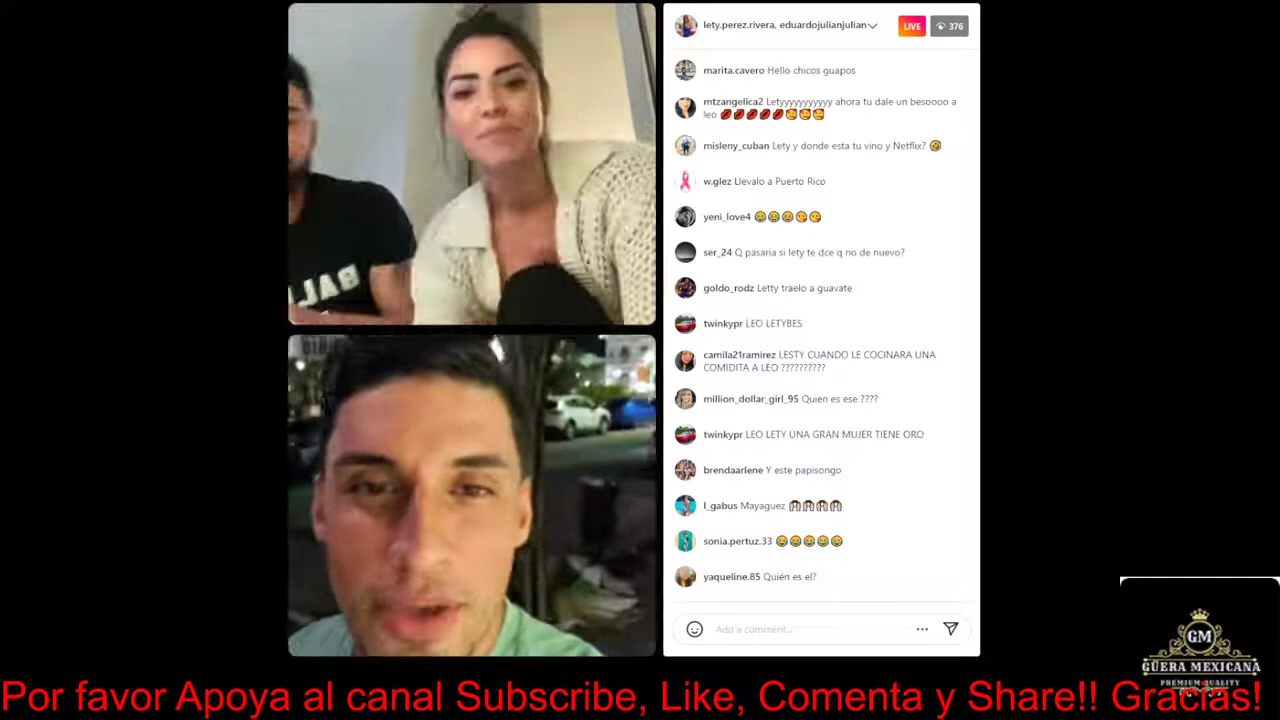 lety.perez.rivera, eduardojulianjulian
LIVE
376
marita.cavero Hello chicos guapos
mtzangelica2 Letyyyyyyyyyyy ahora tu dale un besoooo a
leo 💋💋💋💋💋🥰🥰🥰
misleny_cuban Lety y donde esta tu vino y Netflix? 🤣
w.glez Llevalo a Puerto Rico
yeni_love4 😂😂😂😘😘
ser_24 Q pasaria si lety te dce q no de nuevo?
goldo_rodz Letty traelo a guavate
twinkypr LEO LETYBES
camila21ramirez LESTY CUANDO LE COCINARA UNA
COMIDITA A LEO ??????????
million_dollar_girl_95 Quien es ese ????
twinkypr LEO LETY UNA GRAN MUJER TIENE ORO
brendaarlene Y este papisongo
l_gabus Mayaguez 🙌🙌🙌🙌
sonia.pertuz.33 😂😂😂😂😂
yaqueline.85 Quién es el?
Add a comment...
BAL
GM
GÜERA MEXICANA
PREMIUM QUALITY
Por favor Apoya al canal Subscribe, Like, Comenta y Share!! Gracias!